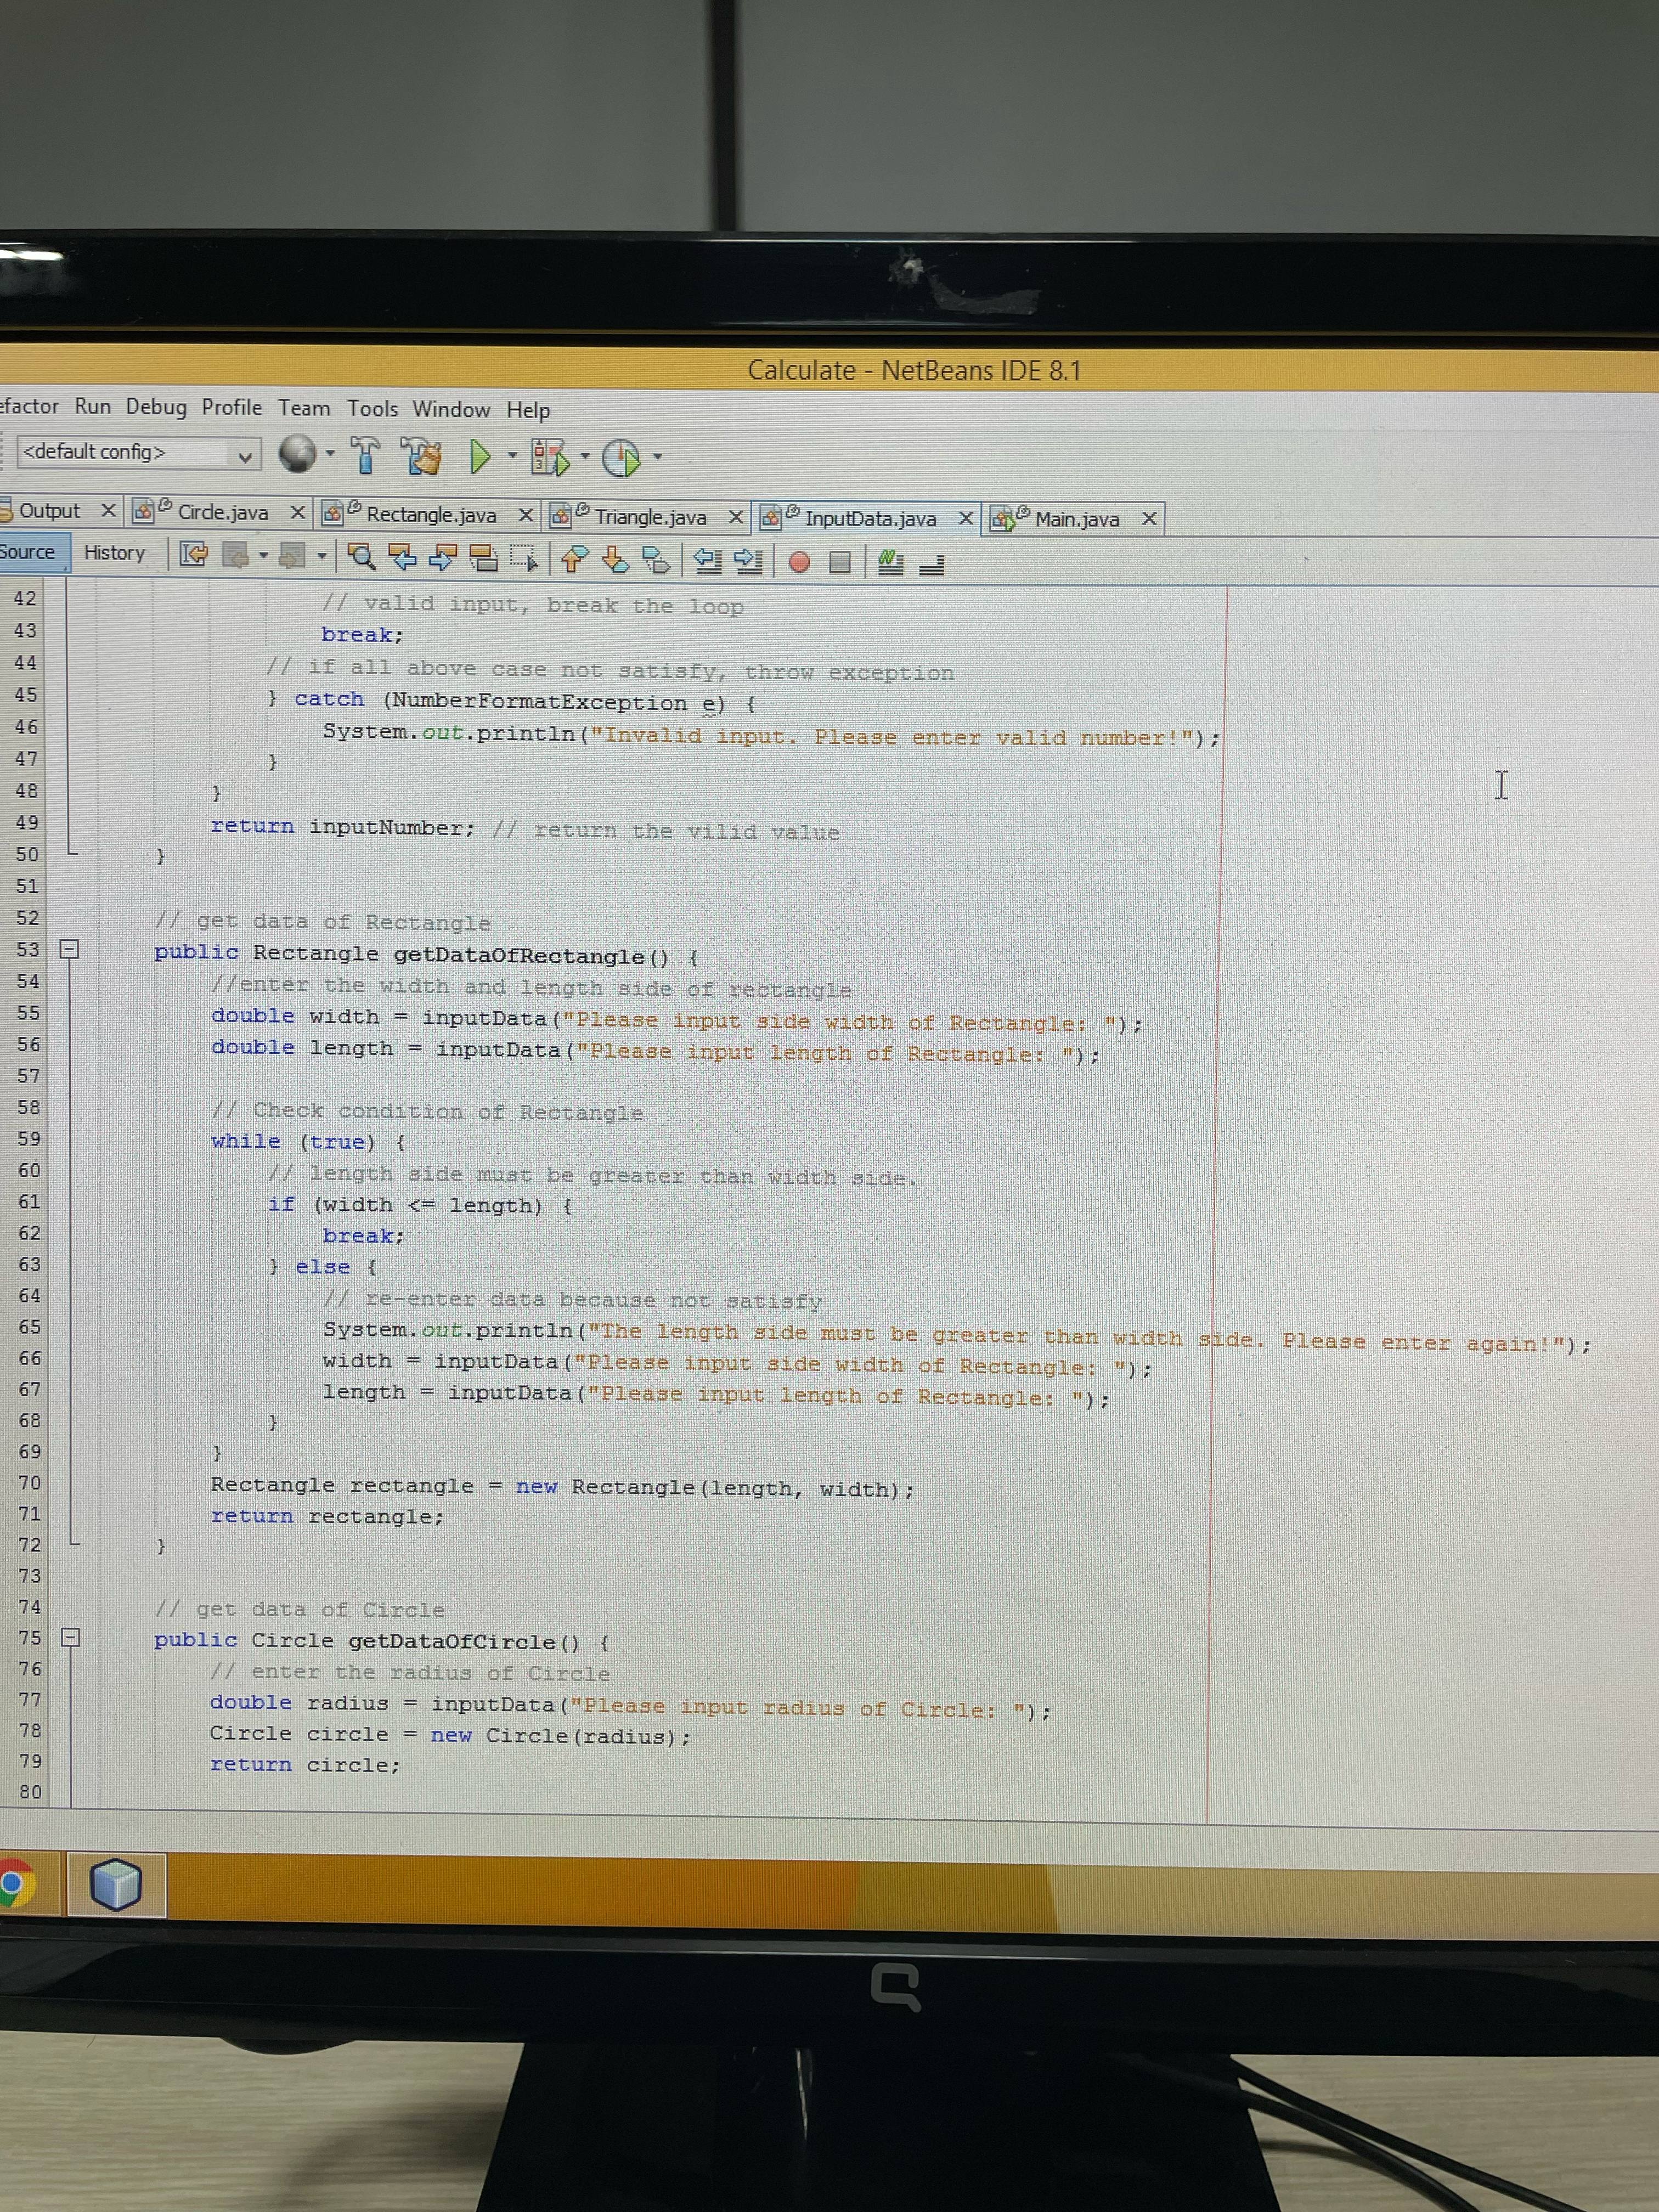 Calculate - NetBeans IDE 8.1
efactor Run Debug Profile Team Tools Window Help
<default config>
Output Circle.java Rectangle.java Triangle.java InputData.java Main.java
Source History
42 // valid input, break the loop
43 break;
44 // if all above case not satisfy, throw exception
45 } catch (NumberFormatException e) {
46 System.out.println("Invalid input. Please enter valid number!");
47 }
48 }
49 return inputNumber; // return the vilid value
50 }
51
52 // get data of Rectangle
53 public Rectangle getDataOfRectangle() {
54 //enter the width and length side of rectangle
55 double width = inputData("Please input side width of Rectangle: ");
56 double length = inputData("Please input length of Rectangle: ");
57
58 // Check condition of Rectangle
59 while (true) {
60 // length side must be greater than width side.
61 if (width <= length) {
62 break;
63 } else {
64 // re-enter data because not satisfy
65 System.out.println("The length side must be greater than width side. Please enter again!");
66 width = inputData("Please input side width of Rectangle: ");
67 length = inputData("Please input length of Rectangle: ");
68 }
69 }
70 Rectangle rectangle = new Rectangle(length, width);
71 return rectangle;
72 }
73
74 // get data of Circle
75 public Circle getDataOfCircle() {
76 // enter the radius of Circle
77 double radius = inputData("Please input radius of Circle: ");
78 Circle circle = new Circle(radius);
79 return circle;
80